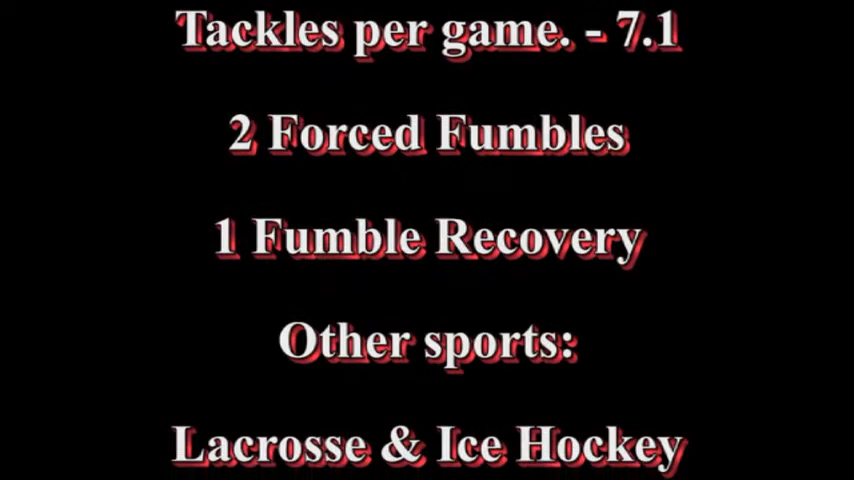 Tackles per game. - 7.1
2 Forced Fumbles
1 Fumble Recovery
Other sports:
Lacrosse & Ice Hockey